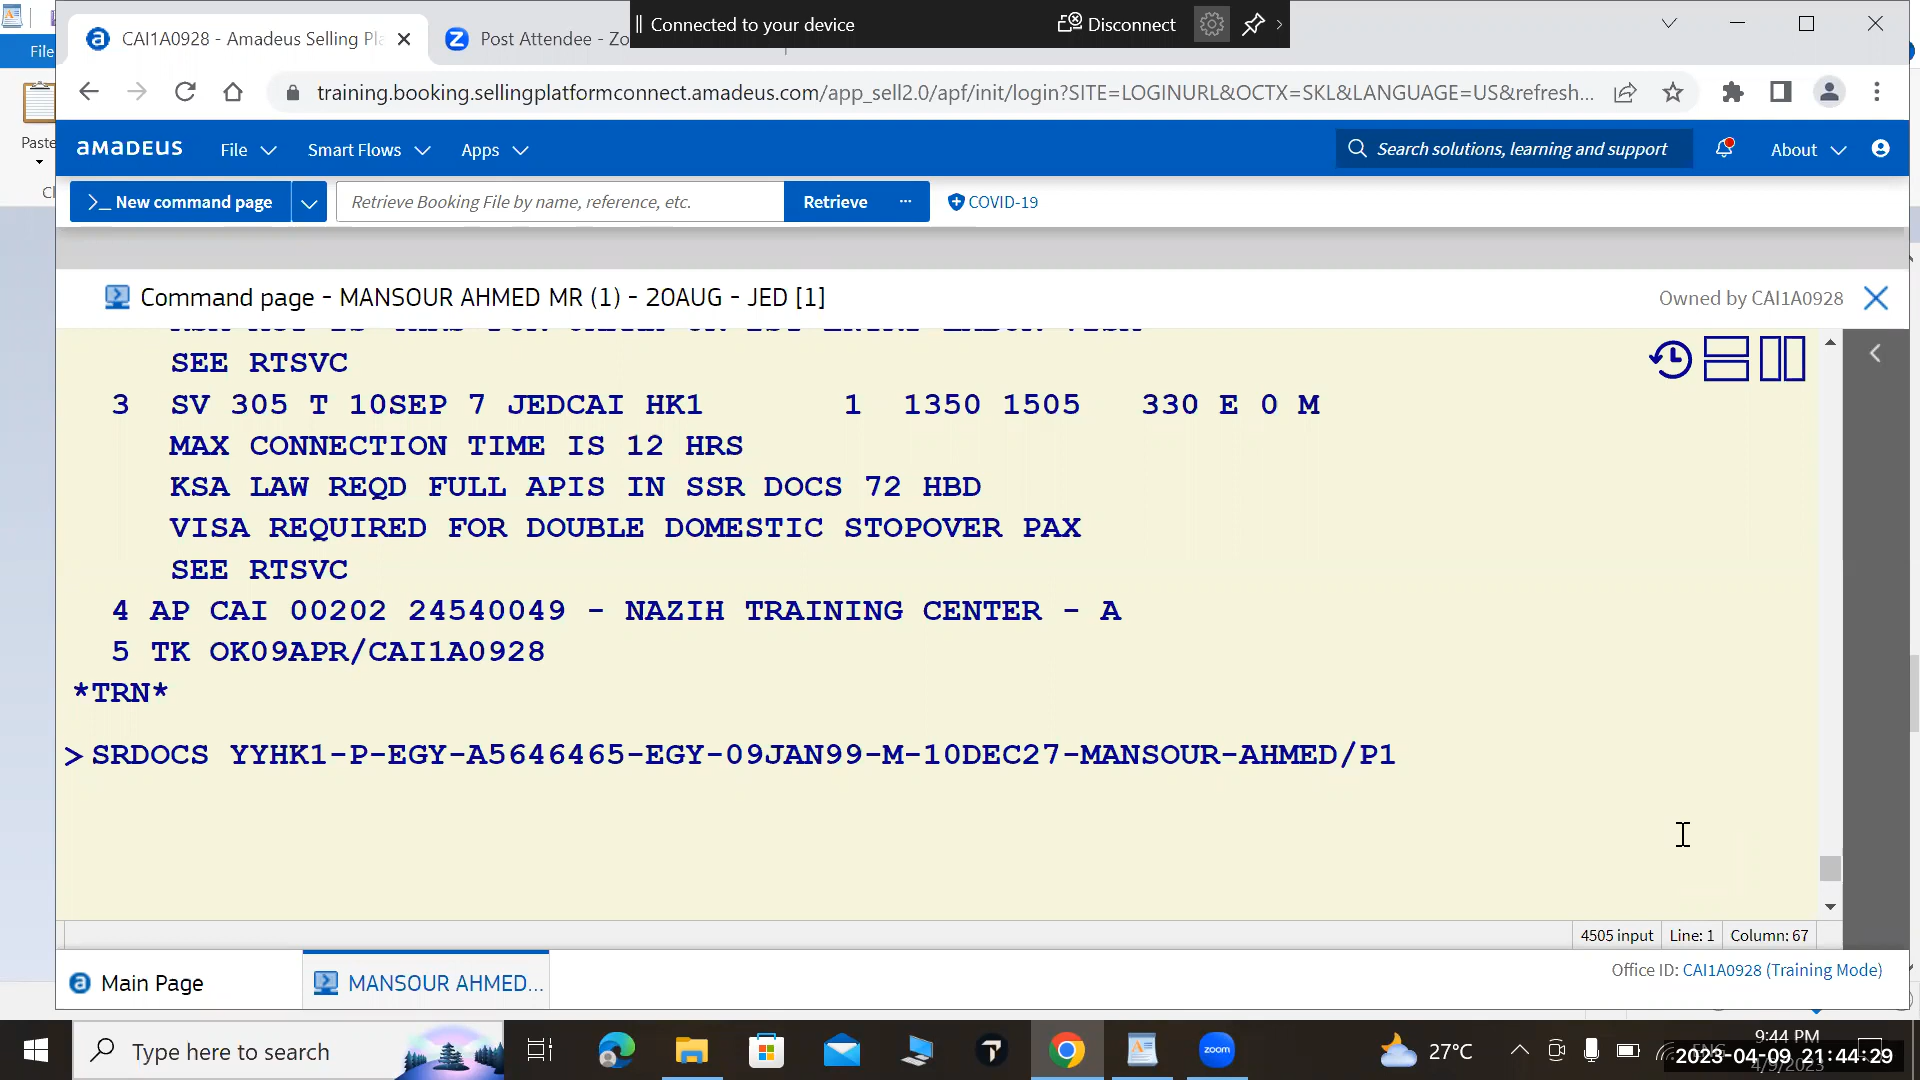 File
CAI1A0928 - Amadeus Selling Pla
Post Attendee - Zo
Connected to your device
Disconnect
training.booking.sellingplatformconnect.amadeus.com/app_sell2.0/apf/init/login?SITE=LOGINURL&OCTX=SKL&LANGUAGE=US&refresh...
Paste
Cl
amadeus
File
Smart Flows
Apps
Search solutions, learning and support
About
>_ New command page
Retrieve Booking File by name, reference, etc.
Retrieve
...
COVID-19
Command page - MANSOUR AHMED MR (1) - 20AUG - JED [1]
Owned by CAI1A0928
SEE RTSVC
3 SV 305 T 10SEP 7 JEDCAI HK1 1 1350 1505 330 E 0 M
MAX CONNECTION TIME IS 12 HRS
KSA LAW REQD FULL APIS IN SSR DOCS 72 HBD
VISA REQUIRED FOR DOUBLE DOMESTIC STOPOVER PAX
SEE RTSVC
4 AP CAI 00202 24540049 - NAZIH TRAINING CENTER - A
5 TK OK09APR/CAI1A0928
*TRN*
> SRDOCS YYHK1-P-EGY-A5646465-EGY-09JAN99-M-10DEC27-MANSOUR-AHMED/P1
4505 input
Line: 1
Column: 67
Main Page
MANSOUR AHMED...
Office ID: CAI1A0928 (Training Mode)
Type here to search
zoom
27°C
ENG
9:44 PM
4/9/2023
2023-04-09 21:44:29